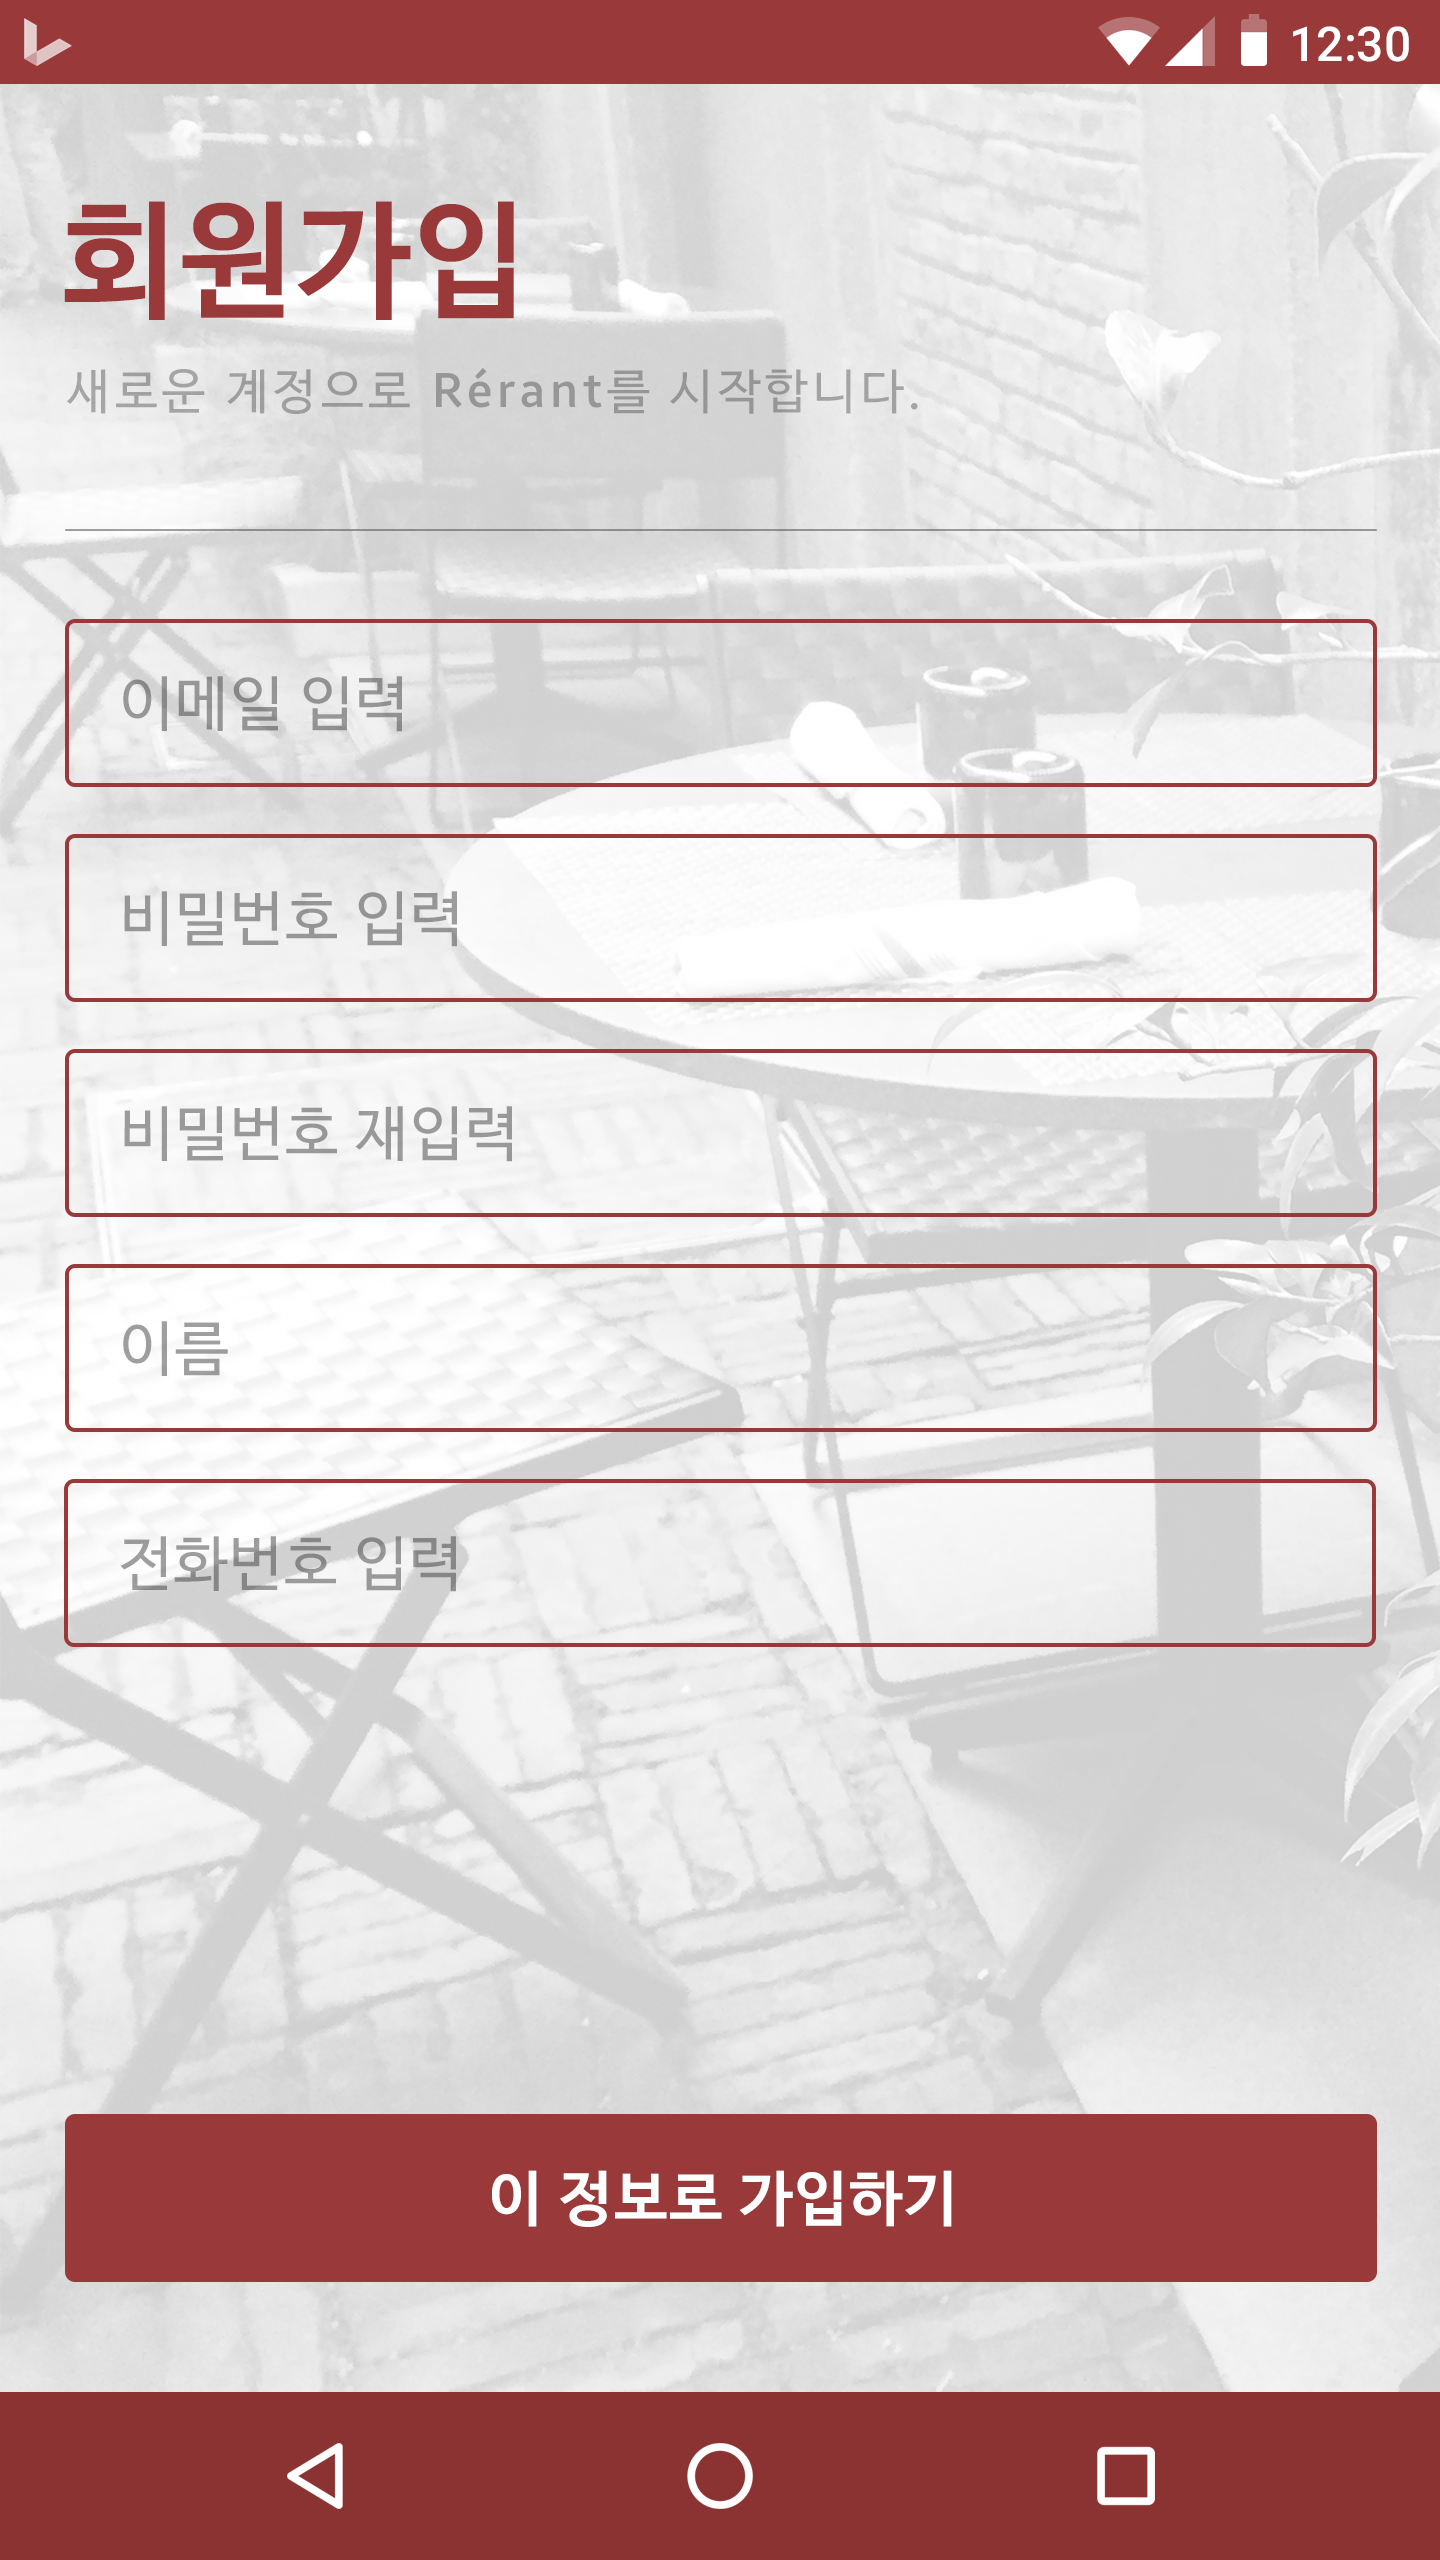 12:30
회원가입
새로운 계정으로 Rérant를 시작합니다.
이메일 입력
비밀번호 입력
비밀번호 재입력
이름
전화번호 입력
이 정보로 가입하기